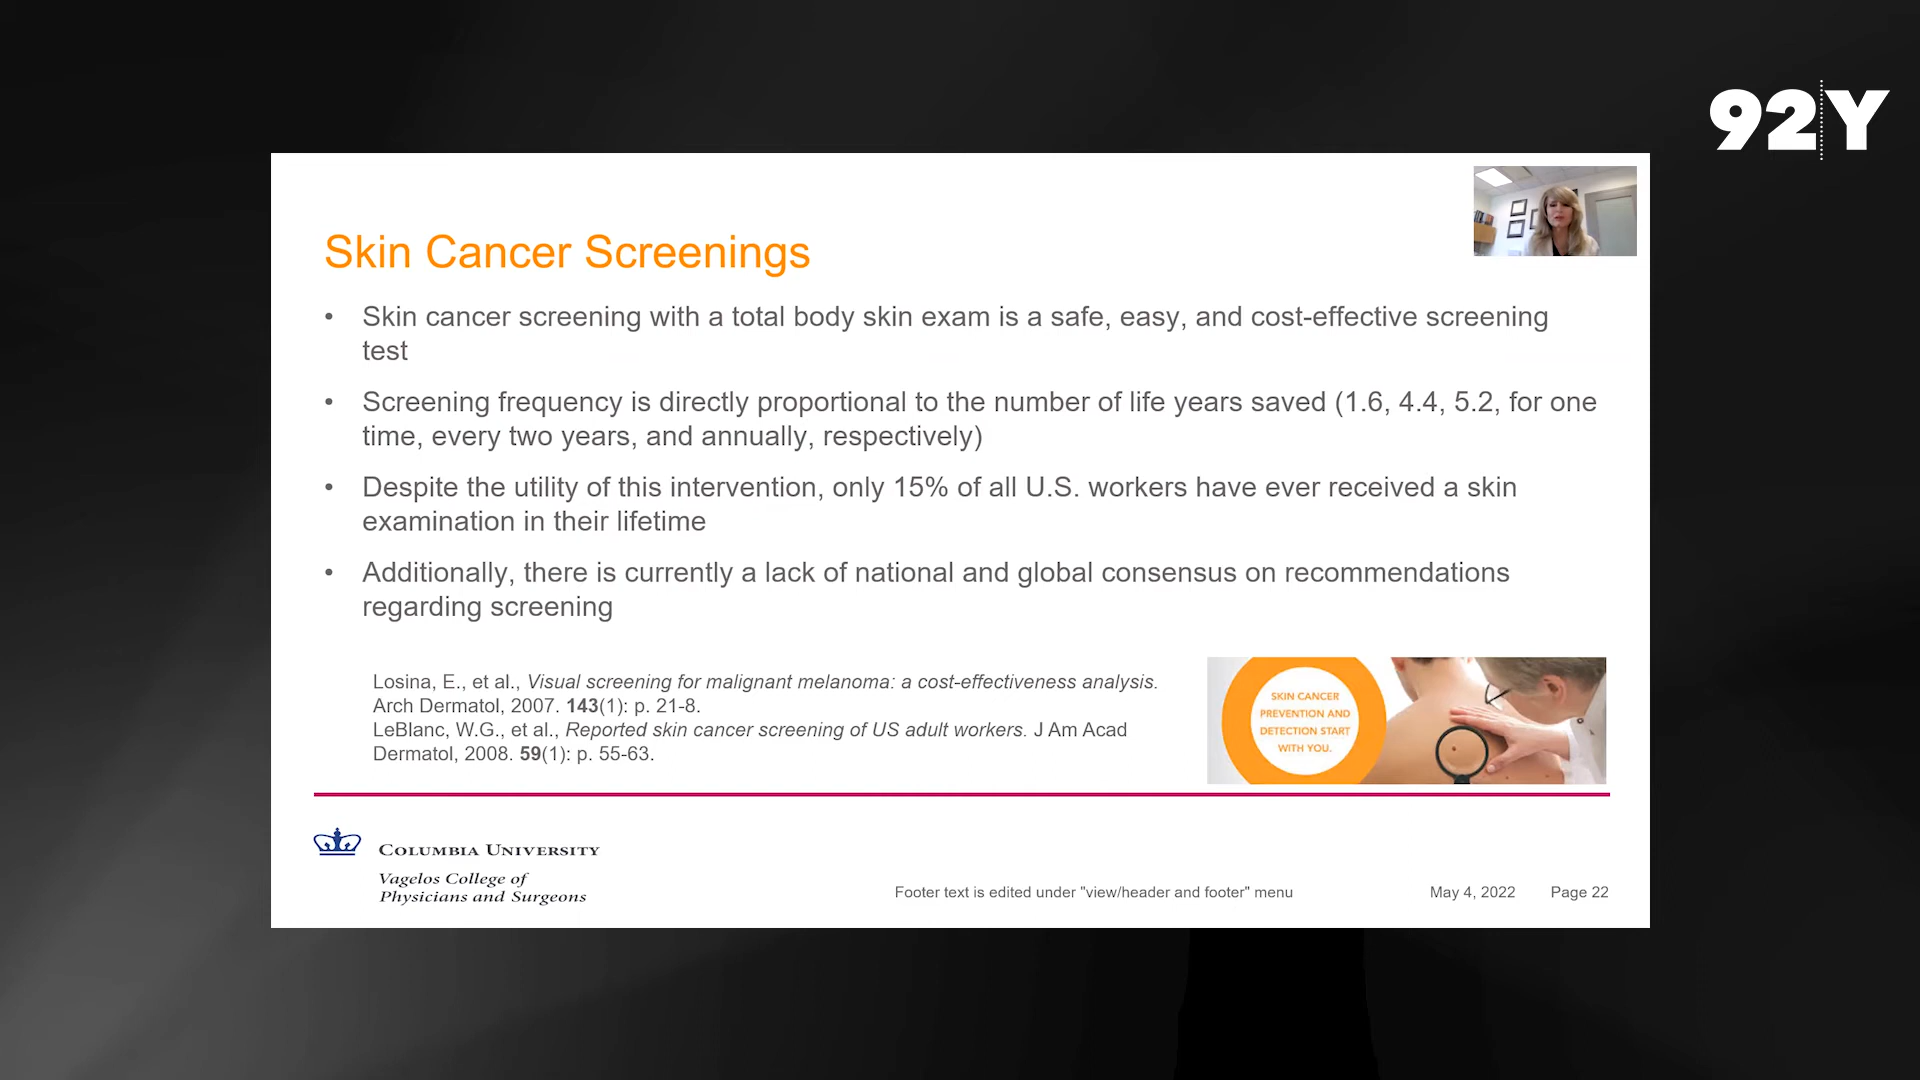 92Y
Skin Cancer Screenings
• Skin cancer screening with a total body skin exam is a safe, easy, and cost-effective screening
test
• Screening frequency is directly proportional to the number of life years saved (1.6, 4.4, 5.2, for one
time, every two years, and annually, respectively)
• Despite the utility of this intervention, only 15% of all U.S. workers have ever received a skin
examination in their lifetime
• Additionally, there is currently a lack of national and global consensus on recommendations
regarding screening
Losina, E., et al., Visual screening for malignant melanoma: a cost-effectiveness analysis.
Arch Dermatol, 2007. 143(1): p. 21-8.
LeBlanc, W.G., et al., Reported skin cancer screening of US adult workers. J Am Acad
Dermatol, 2008. 59(1): p. 55-63.
SKIN CANCER
PREVENTION AND
DETECTION START
WITH YOU.
COLUMBIA UNIVERSITY
Vagelos College of
Physicians and Surgeons
Footer text is edited under "view/header and footer" menu
May 4, 2022
Page 22